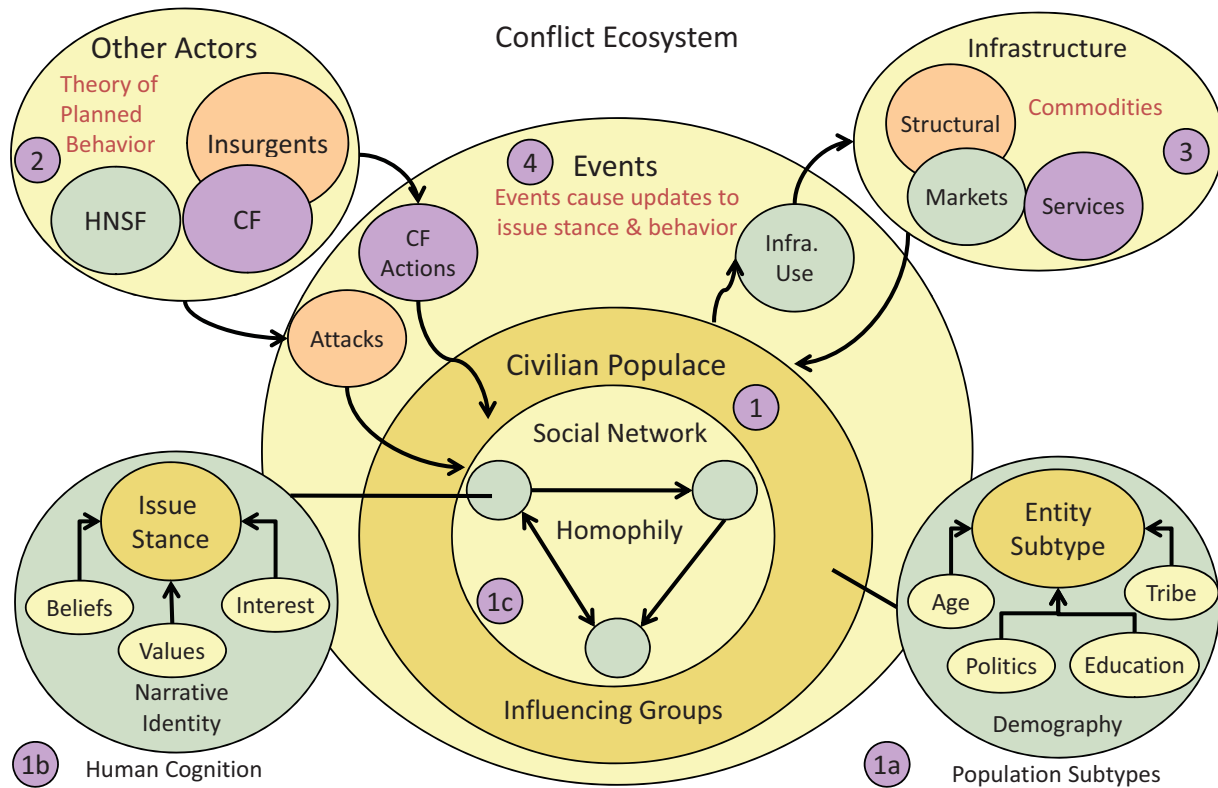 Conflict Ecosystem
Other Actors
Theory of
Planned
Behavior
2
Insurgents
HNSF
CF
Infrastructure
Structural
Commodities
3
Markets
Services
4
Events
Events cause updates to
issue stance & behavior
CF
Actions
Infra.
Use
Attacks
Civilian Populace
1
Social Network
Homophily
1c
Influencing Groups
Issue
Stance
Beliefs
Interest
Values
Narrative
Identity
1b
Human Cognition
Entity
Subtype
Age
Tribe
Politics
Education
Demography
1a
Population Subtypes